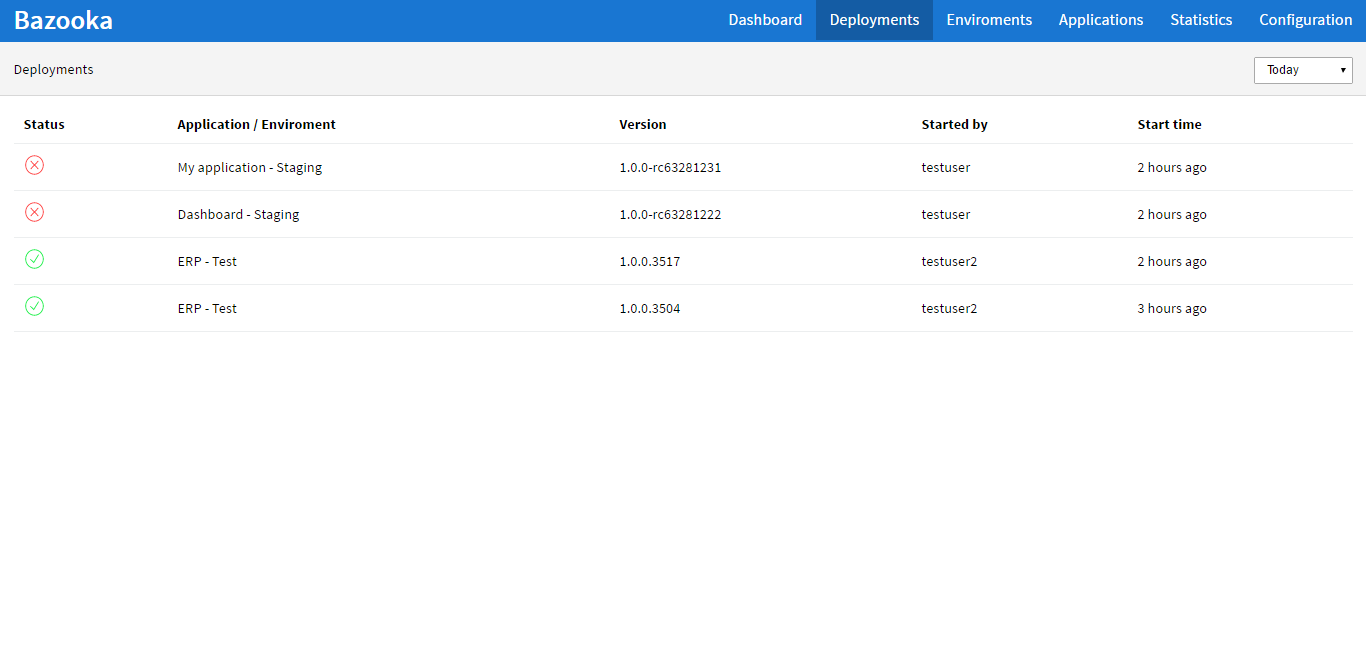 Bazooka Dashboard Deployments Enviroments Applications Statistics Configuration
Deployments Today
Status Application / Enviroment Version Started by Start time
My application - Staging 1.0.0-rc63281231 testuser 2 hours ago
Dashboard - Staging 1.0.0-rc63281222 testuser 2 hours ago
ERP - Test 1.0.0.3517 testuser2 2 hours ago
ERP - Test 1.0.0.3504 testuser2 3 hours ago